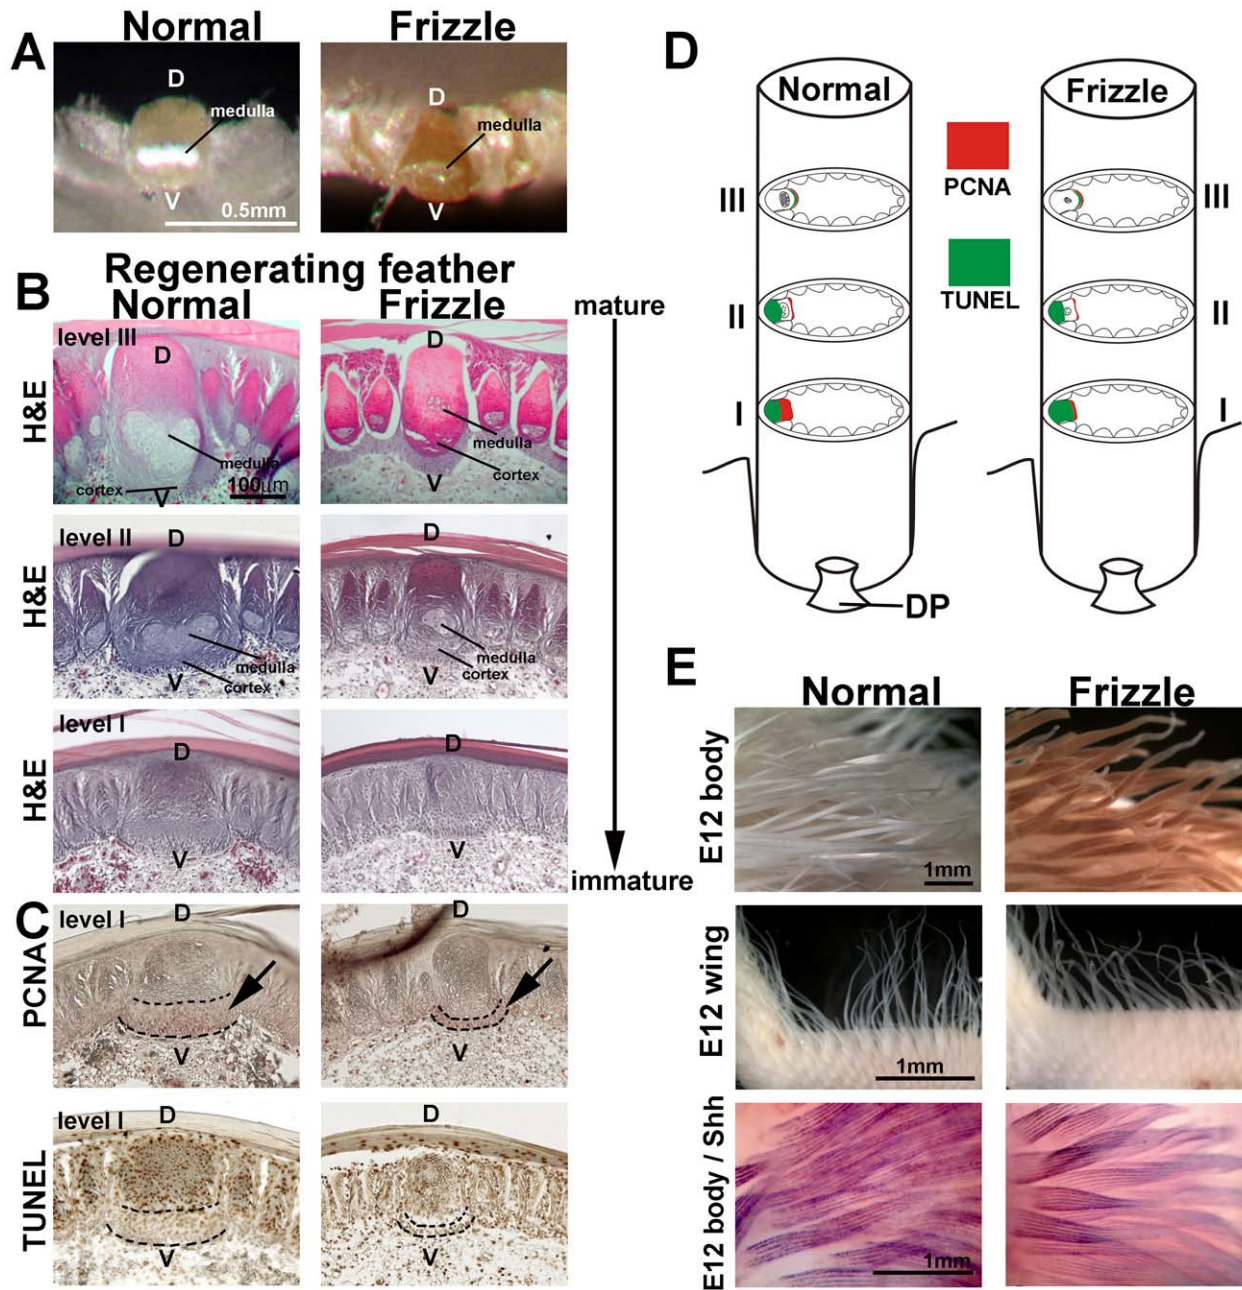 A
Normal
Frizzle
D
medulla
V
0.5mm
D
medulla
V
Regenerating feather
B
Normal
Frizzle
mature
immature
H&E
level III
D
medulla
cortex
V
100μm
D
medulla
cortex
V
H&E
level II
D
medulla
cortex
V
D
medulla
cortex
V
H&E
level I
D
V
D
V
C
PCNA
level I
D
V
D
V
TUNEL
level I
D
V
D
V
D
Normal
Frizzle
PCNA
TUNEL
III
III
II
II
I
I
DP
E
Normal
Frizzle
E12 body
1mm
E12 wing
1mm
E12 body / Shh
1mm